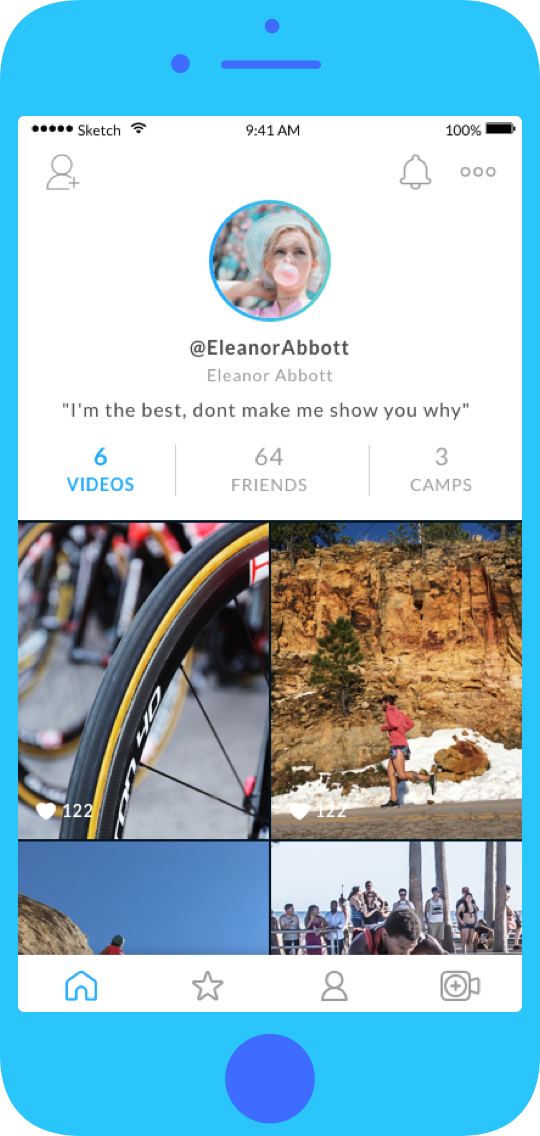 Sketch 9:41 AM 100%
@EleanorAbbott
Eleanor Abbott
"I'm the best, dont make me show you why"
6 64 3
VIDEOS FRIENDS CAMPS
40
122 122